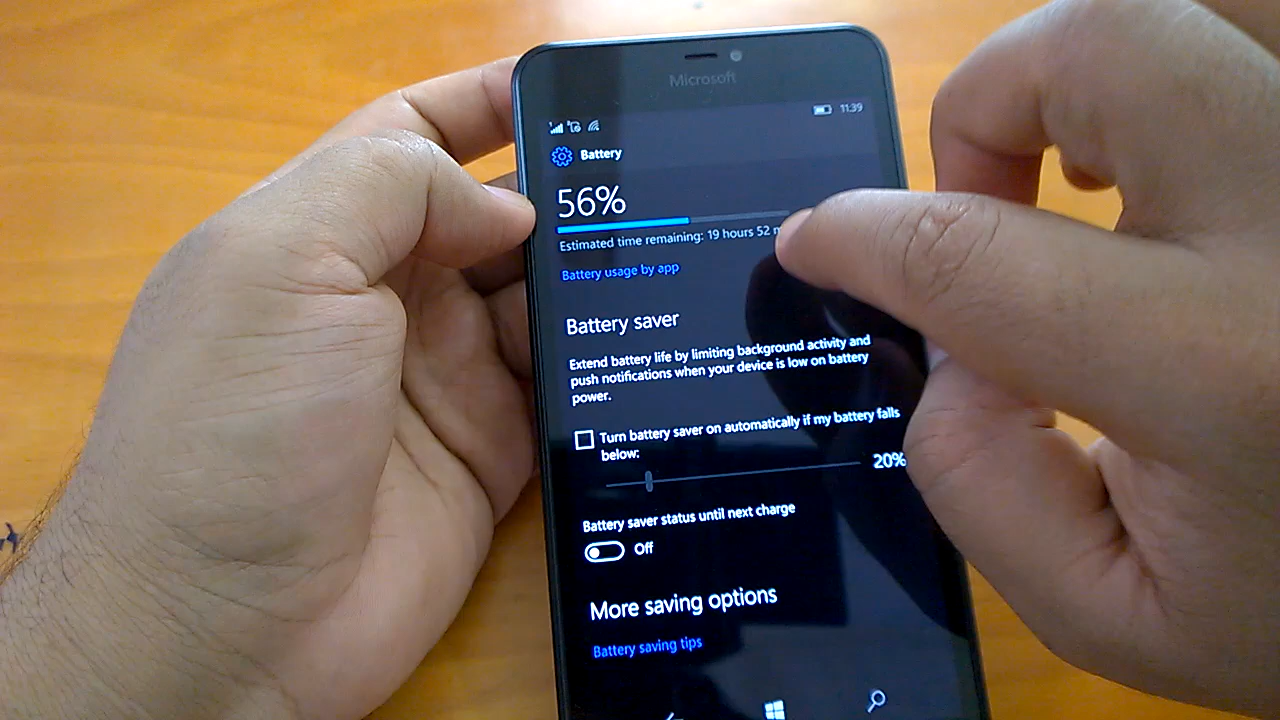 Microsoft
11:39
Battery
56%
Estimated time remaining: 19 hours 52
Battery usage by app
Battery saver
Extend battery life by limiting background activity and
push notifications when your device is low on battery
power.
Turn battery saver on automatically if my battery falls
below:
20%
Battery saver status until next charge
Off
More saving options
Battery saving tips